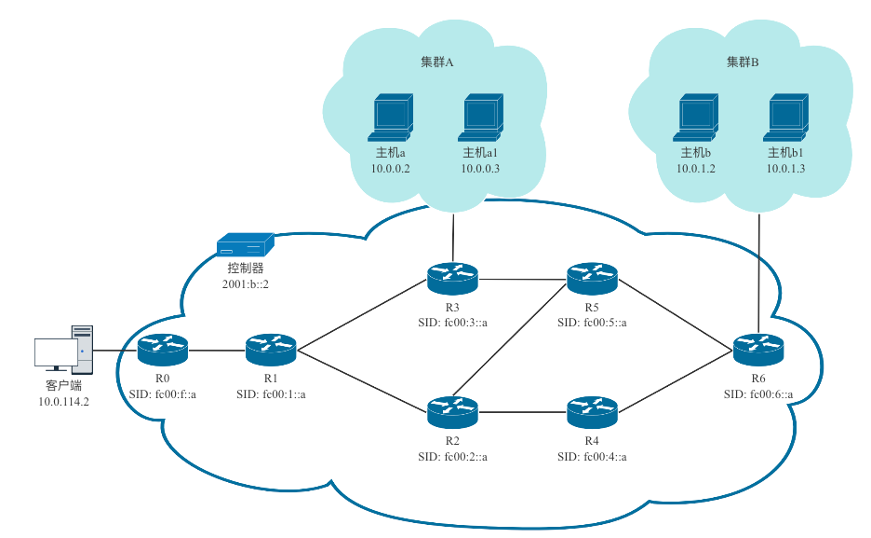 集群A
集群B
主机a
10.0.0.2
主机a1
10.0.0.3
主机b
10.0.1.2
主机b1
10.0.1.3
控制器
2001:b::2
R3
SID: fc00:3::a
R5
SID: fc00:5::a
客户端
10.0.114.2
R0
SID: fc00:f::a
R1
SID: fc00:1::a
R6
SID: fc00:6::a
R2
SID: fc00:2::a
R4
SID: fc00:4::a